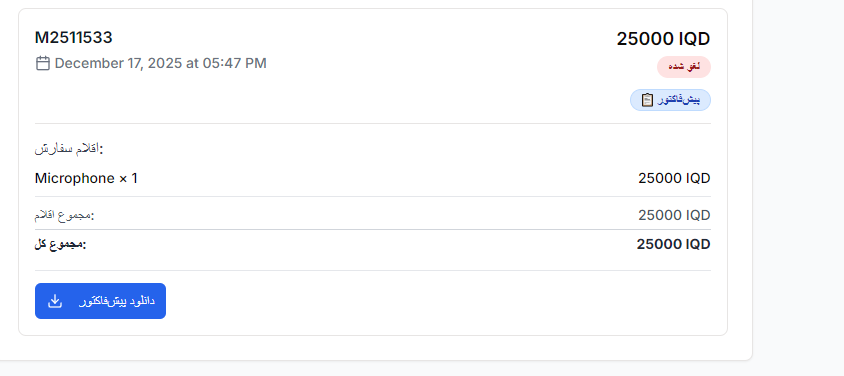 M2511533
25000 IQD
December 17, 2025 at 05:47 PM
لغو شده
پیش‌فاکتور
اقلام سفارش:
Microphone × 1
25000 IQD
مجموع اقلام:
25000 IQD
مجموع کل:
25000 IQD
دانلود پیش‌فاکتور